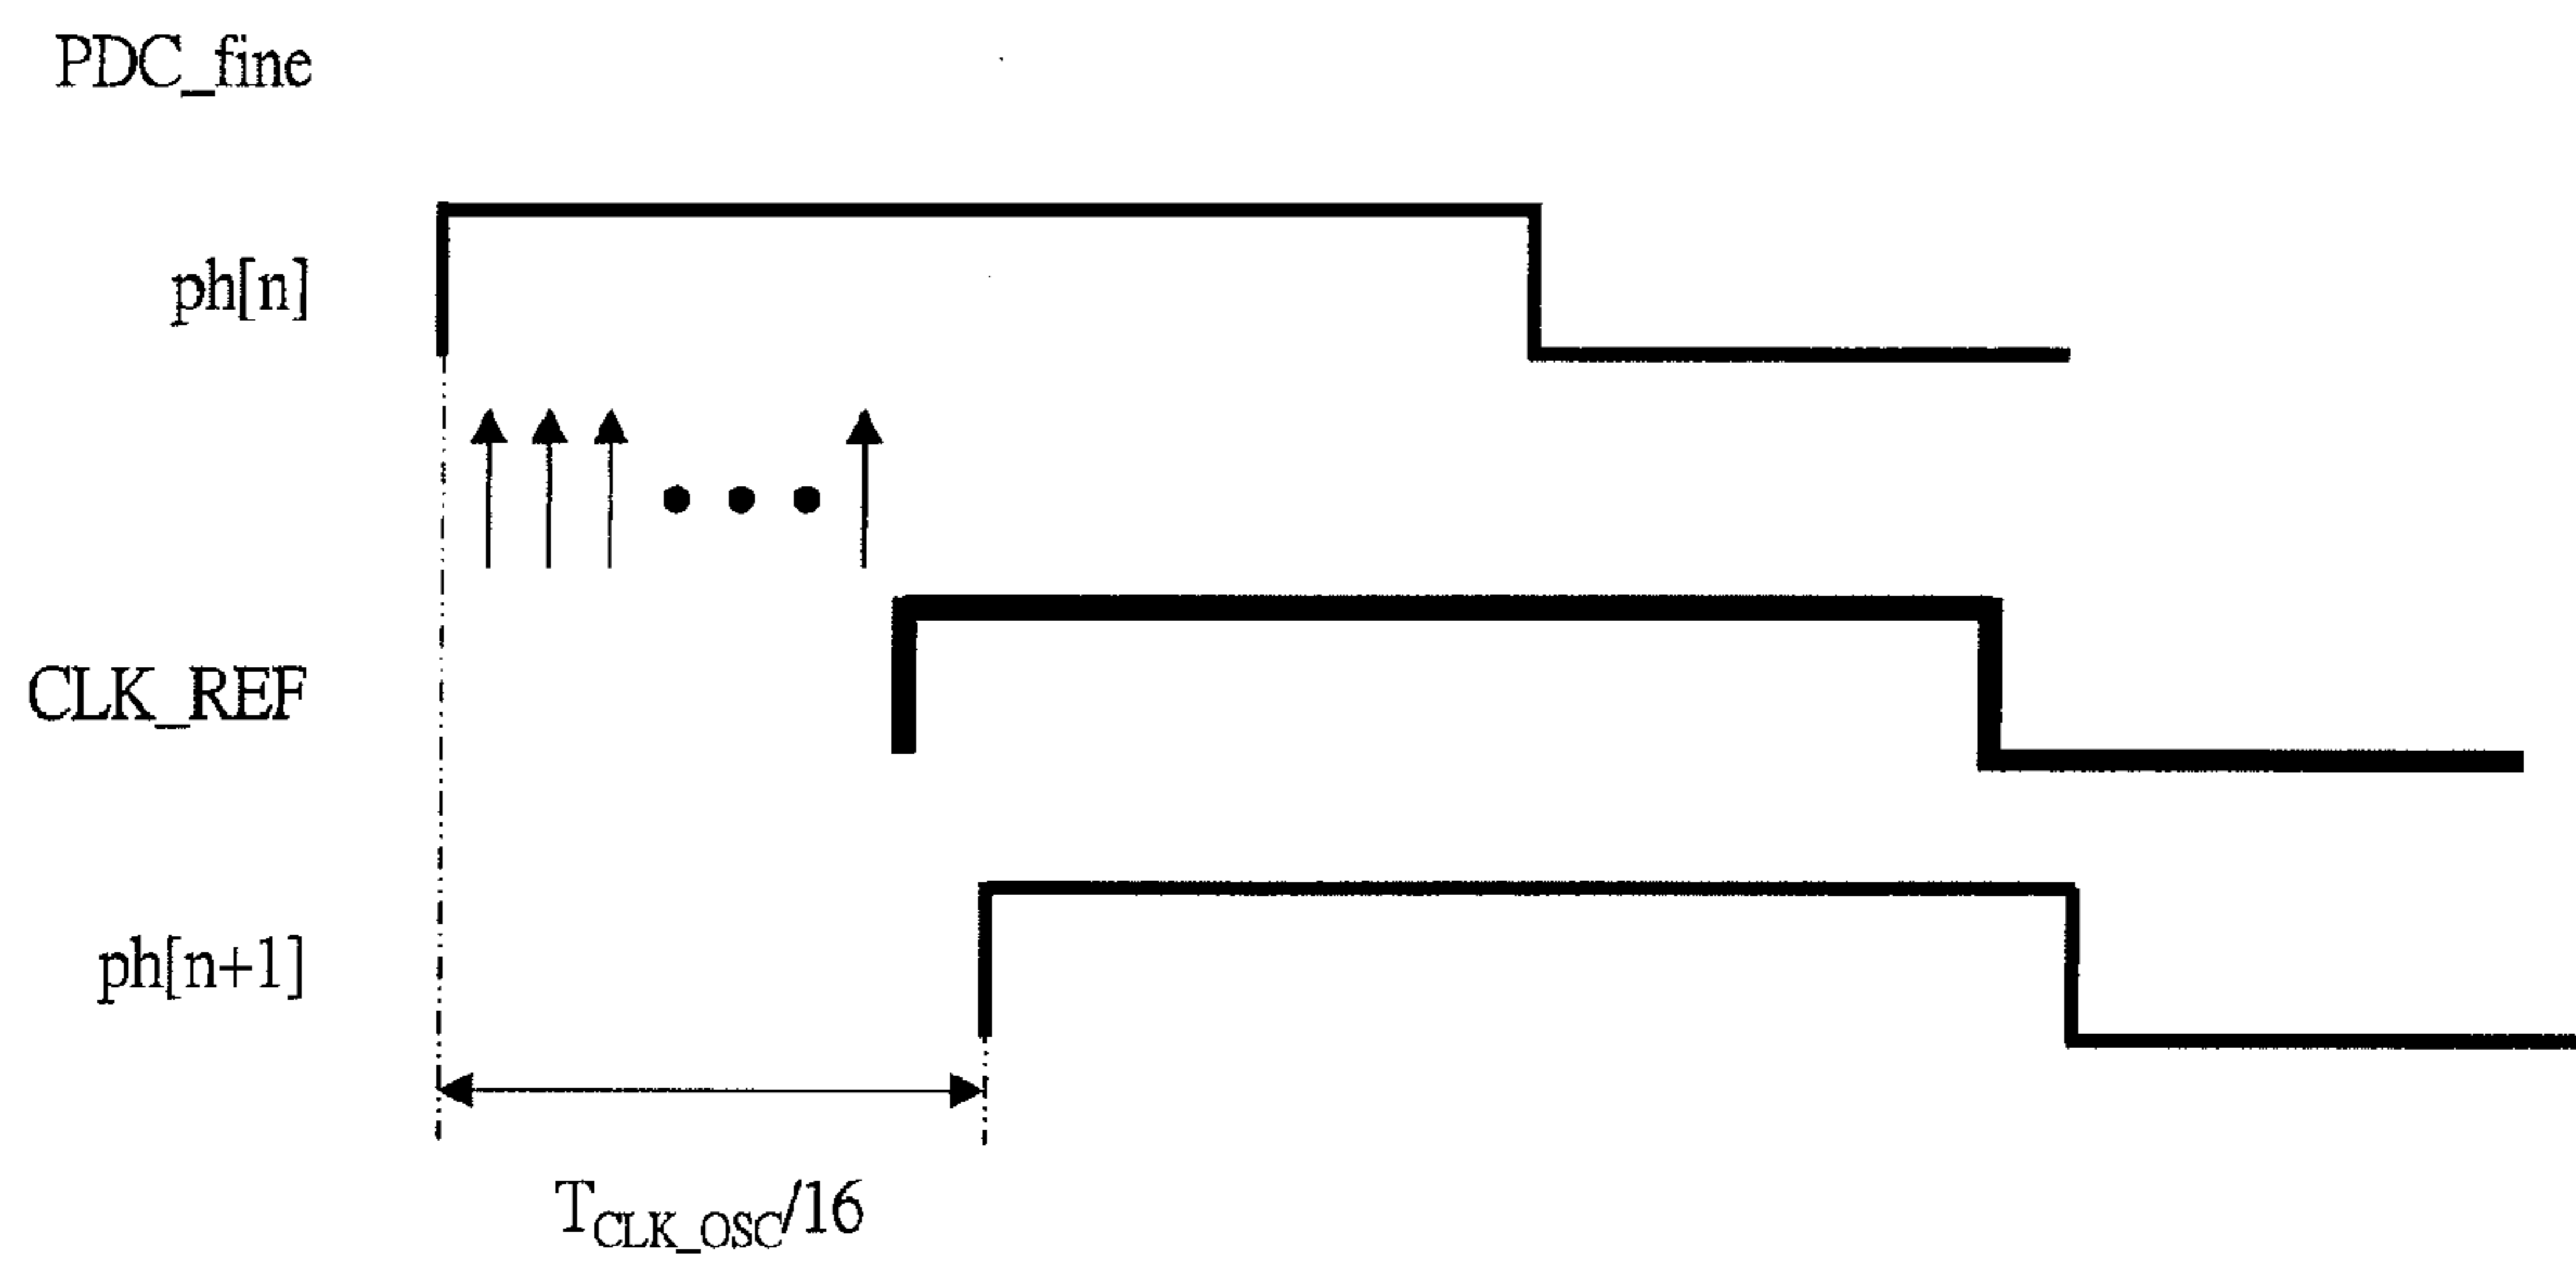 PDC_fine
ph[n]
CLK_REF
ph[n+1]
T_CLK_OSC/16